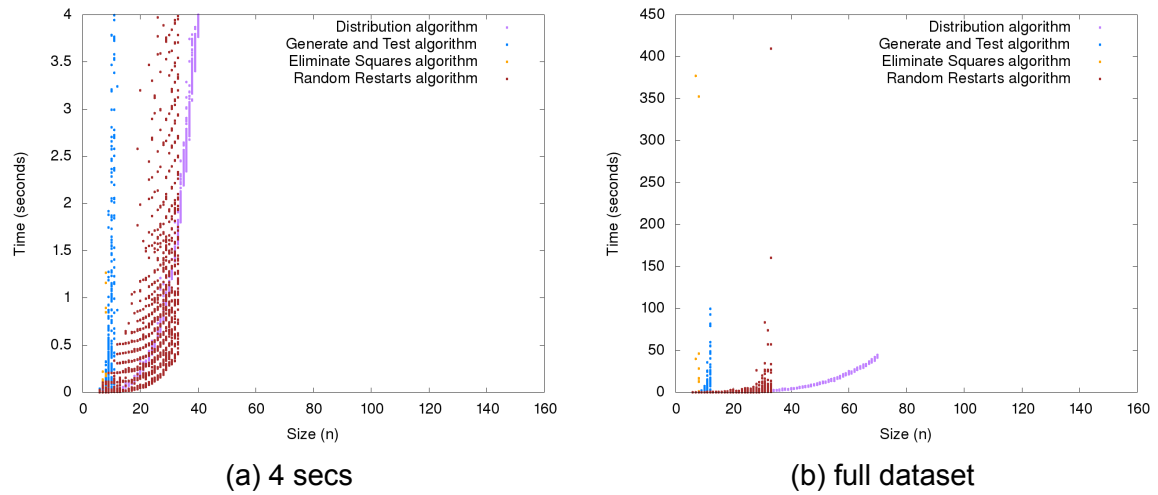 4
3.5
3
2.5
2
1.5
1
0.5
0
Time (seconds)
Distribution algorithm
Generate and Test algorithm
Eliminate Squares algorithm
Random Restarts algorithm
0 20 40 60 80 100 120 140 160
Size (n)
(a) 4 secs
450
400
350
300
250
200
150
100
50
0
Time (seconds)
Distribution algorithm
Generate and Test algorithm
Eliminate Squares algorithm
Random Restarts algorithm
0 20 40 60 80 100 120 140 160
Size (n)
(b) full dataset